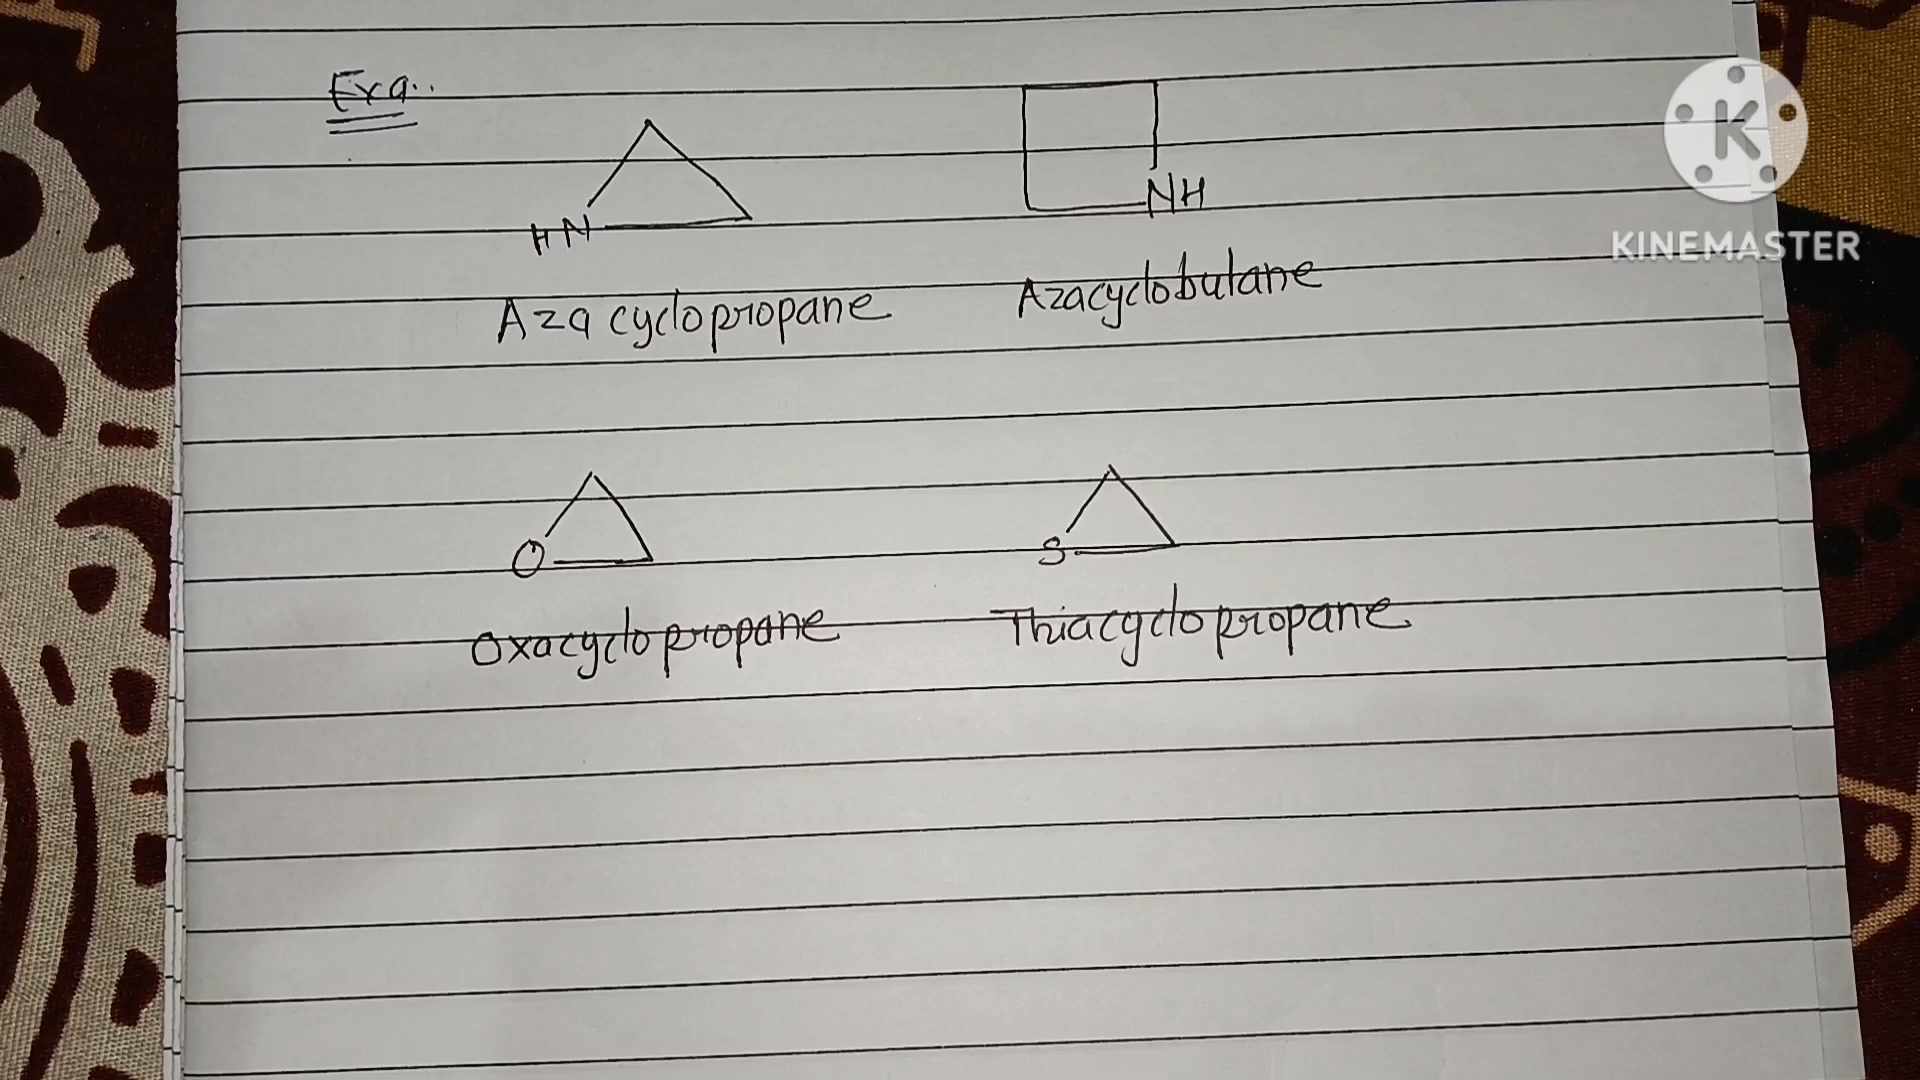 Exa..
HN
NH
Aza cyclopropane
Azacyclobutane
O
S
Oxacyclopropane
Thiacyclopropane
K
KINEMASTER